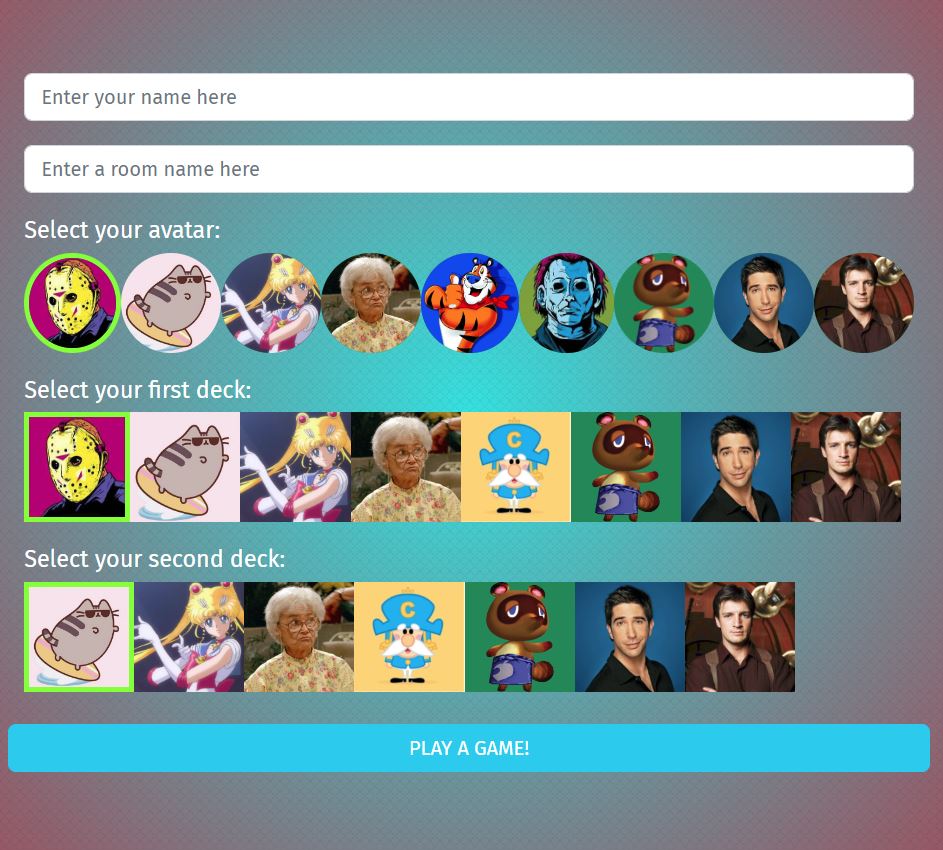 Enter your name here
Enter a room name here
Select your avatar:
Select your first deck:
C
Select your second deck:
C
PLAY A GAME!